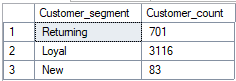 Customer_segment Customer_count
1 Returning 701
2 Loyal 3116
3 New 83